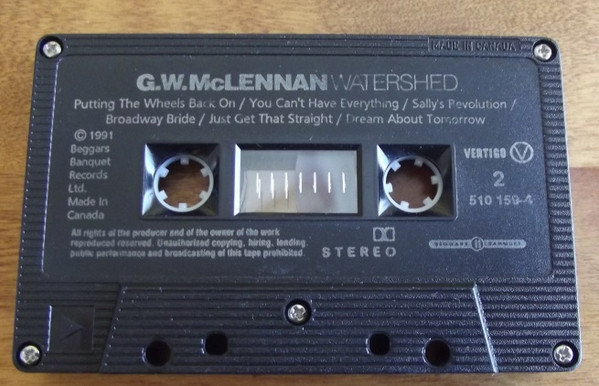 MADE IN CANADA
G.W.McLENNAN WATERSHED.
Putting The Wheels Back On / You Can't Have Everything / Sally's Revolution /
Broadway Bride / Just Get That Straight / Dream About Tomorrow
© 1991
Beggars
Banquet
Records
Ltd.
Made In
Canada
VERTIGO V
2
510 159-4
All rights of the producer end of the owner of the work
reproduced reserved. Unauthorized copying, hiring, lending
public performance and broadcasting of this tape prohibited.
STEREO
BEGGARS BANQUET